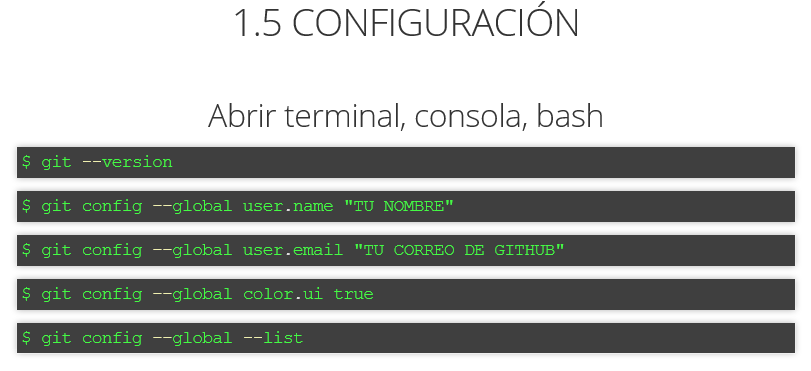 1.5 CONFIGURACIÓN
Abrir terminal, consola, bash
$ git --version
$ git config --global user.name "TU NOMBRE"
$ git config --global user.email "TU CORREO DE GITHUB"
$ git config --global color.ui true
$ git config --global --list